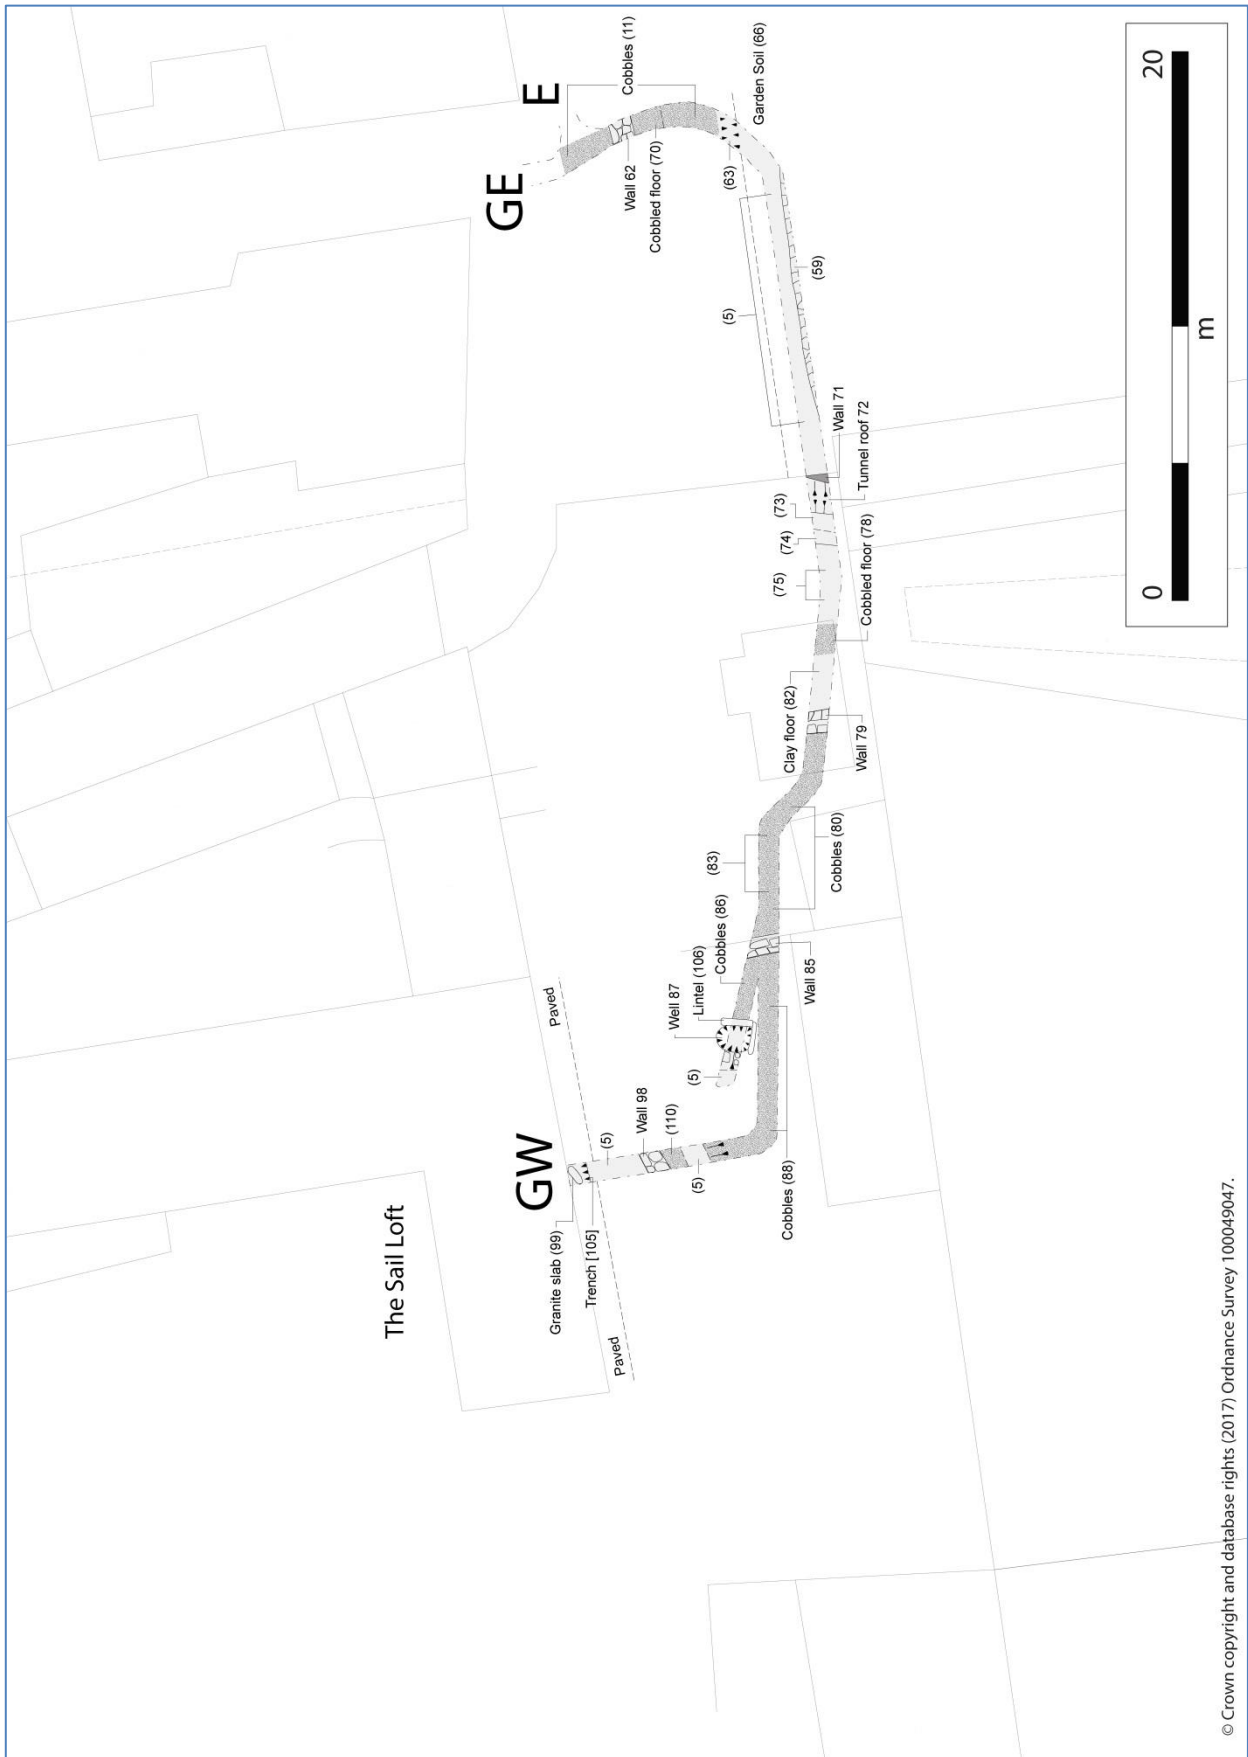 The Sail Loft
GW
GE
E
Granite slab (99)
Trench [105]
Paved
Paved
(5)
Wall 98
(110)
(5)
Cobbles (88)
(5)
Well 87
Lintel (106)
Cobbles (86)
Wall 85
(83)
Cobbles (80)
Wall 79
Clay floor (82)
Cobbled floor (78)
(75)
(74)
(73)
Tunnel roof 72
Wall 71
(5)
(59)
(63)
Garden Soil (66)
Cobbled floor (70)
Wall 62
Cobbles (11)
0
20
m
© Crown copyright and database rights (2017) Ordnance Survey 100049047.